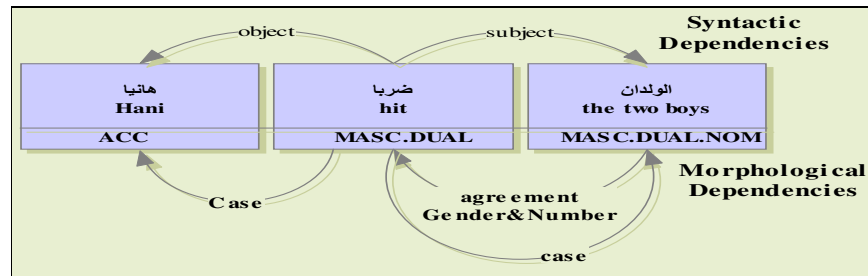 object
subject
Syntactic
Dependencies
هانيا
Hani
ACC
ضربا
hit
MASC.DUAL
الولدان
the two boys
MASC.DUAL.NOM
Case
agreement
Gender&Number
case
Morphological
Dependencies